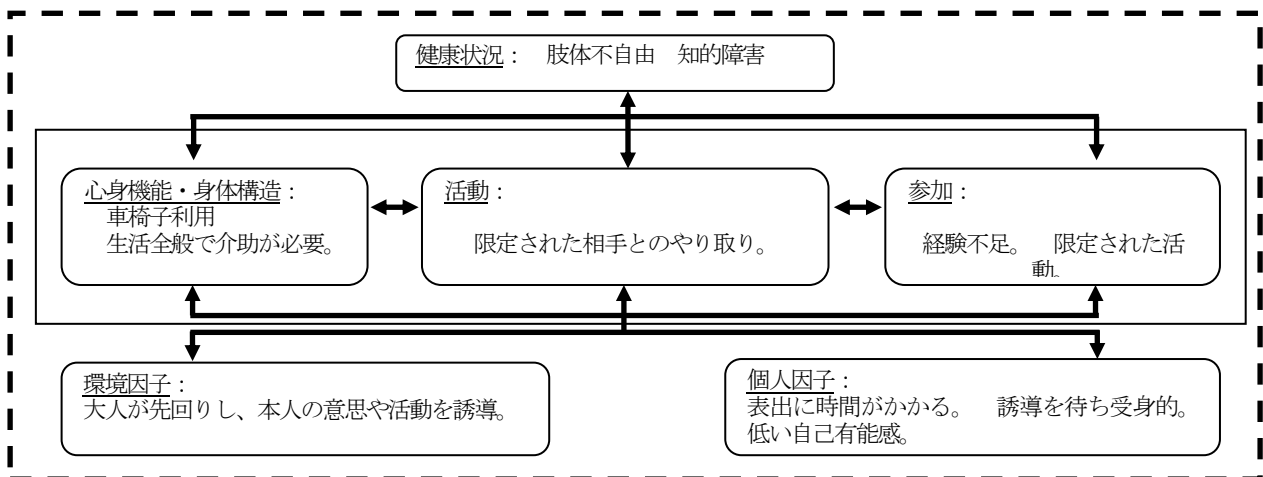 健康状況： 肢体不自由 知的障害
心身機能・身体構造：
車椅子利用
生活全般で介助が必要。
活動：
限定された相手とのやり取り。
参加：
経験不足。 限定された活
動。
環境因子：
大人が先回りし、本人の意思や活動を誘導。
個人因子：
表出に時間がかかる。 誘導を待ち受身的。
低い自己有能感。